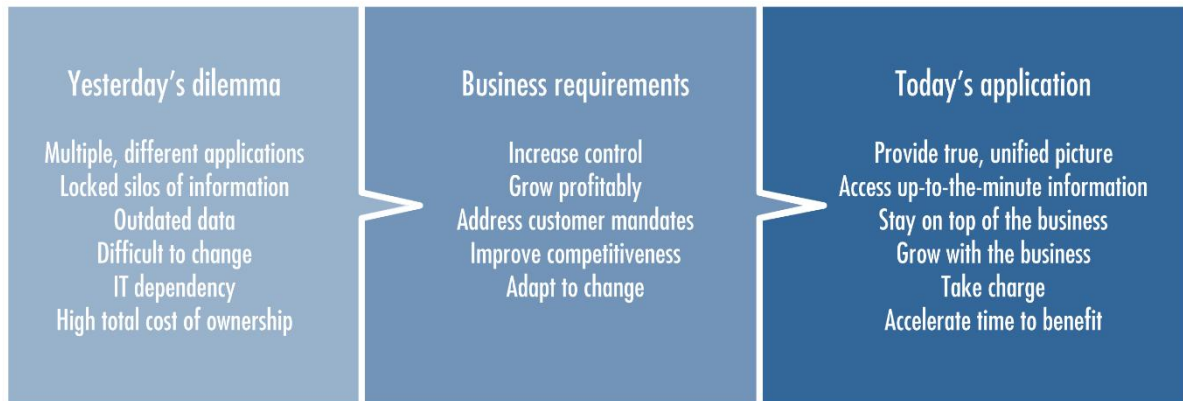 Yesterday's dilemma
Multiple, different applications
Locked silos of information
Outdated data
Difficult to change
IT dependency
High total cost of ownership
Business requirements
Increase control
Grow profitably
Address customer mandates
Improve competitiveness
Adapt to change
Today's application
Provide true, unified picture
Access up-to-the-minute information
Stay on top of the business
Grow with the business
Take charge
Accelerate time to benefit